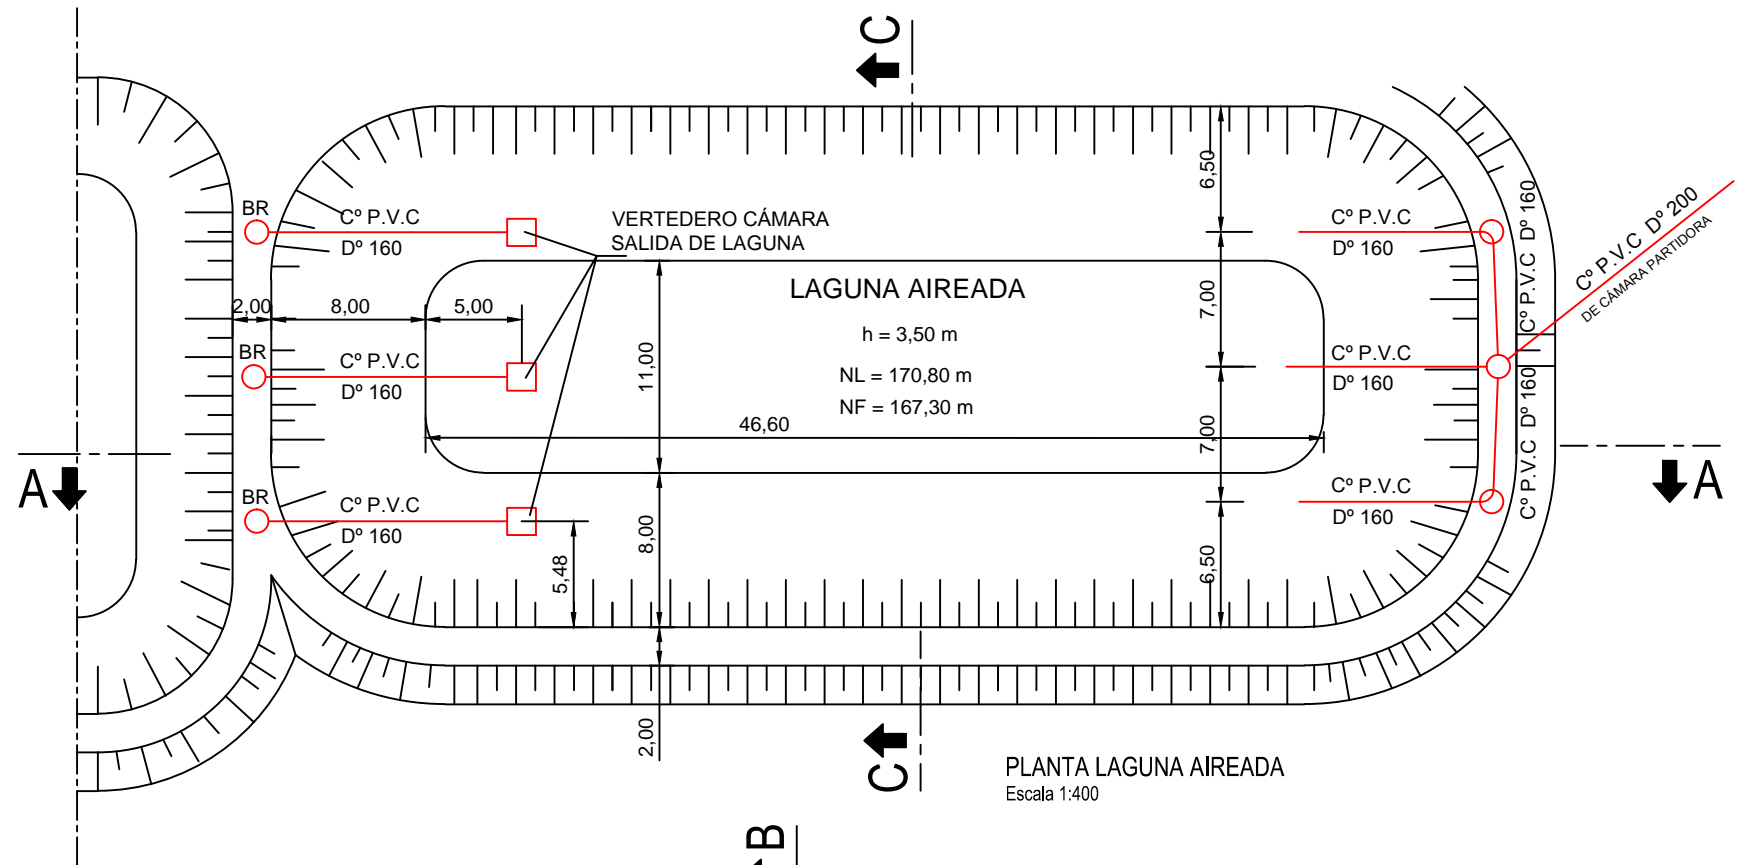 C
BR
Cº P.V.C
Dº 160
VERTEDERO CÁMARA
SALIDA DE LAGUNA
6,50
Cº P.V.C
Dº 160
Cº P.V.C Dº 160
Cº P.V.C Dº 200
DE CÁMARA PARTIDORA
LAGUNA AIREADA
h = 3,50 m
NL = 170,80 m
NF = 167,30 m
2,00
8,00
5,00
7,00
BR
Cº P.V.C
Dº 160
11,00
46,60
Cº P.V.C
Dº 160
7,00
A
A
BR
Cº P.V.C
Dº 160
5,48
8,00
Cº P.V.C
Dº 160
Cº P.V.C Dº 160
6,50
2,00
C
PLANTA LAGUNA AIREADA
Escala 1:400
B